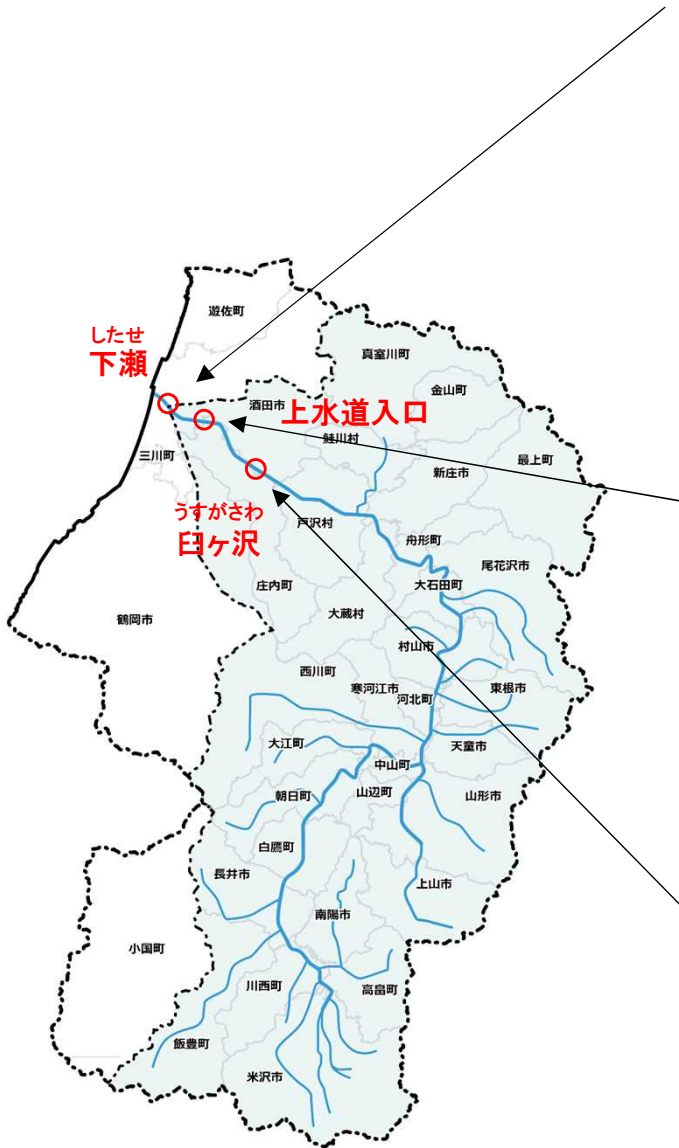 遊佐町
したせ
下瀬
真室川町
金山町
酒田市
上水道入口
鮭川村
最上町
三川町
新庄市
うすがさわ
臼ヶ沢
戸沢村
舟形町
尾花沢市
庄内町
大石田町
大蔵村
鶴岡市
村山市
西川町
寒河江市
東根市
河北町
大江町
天童市
中山町
朝日町
山辺町
山形市
白鷹町
長井市
上山市
南陽市
小国町
川西町
高畠町
飯豊町
米沢市